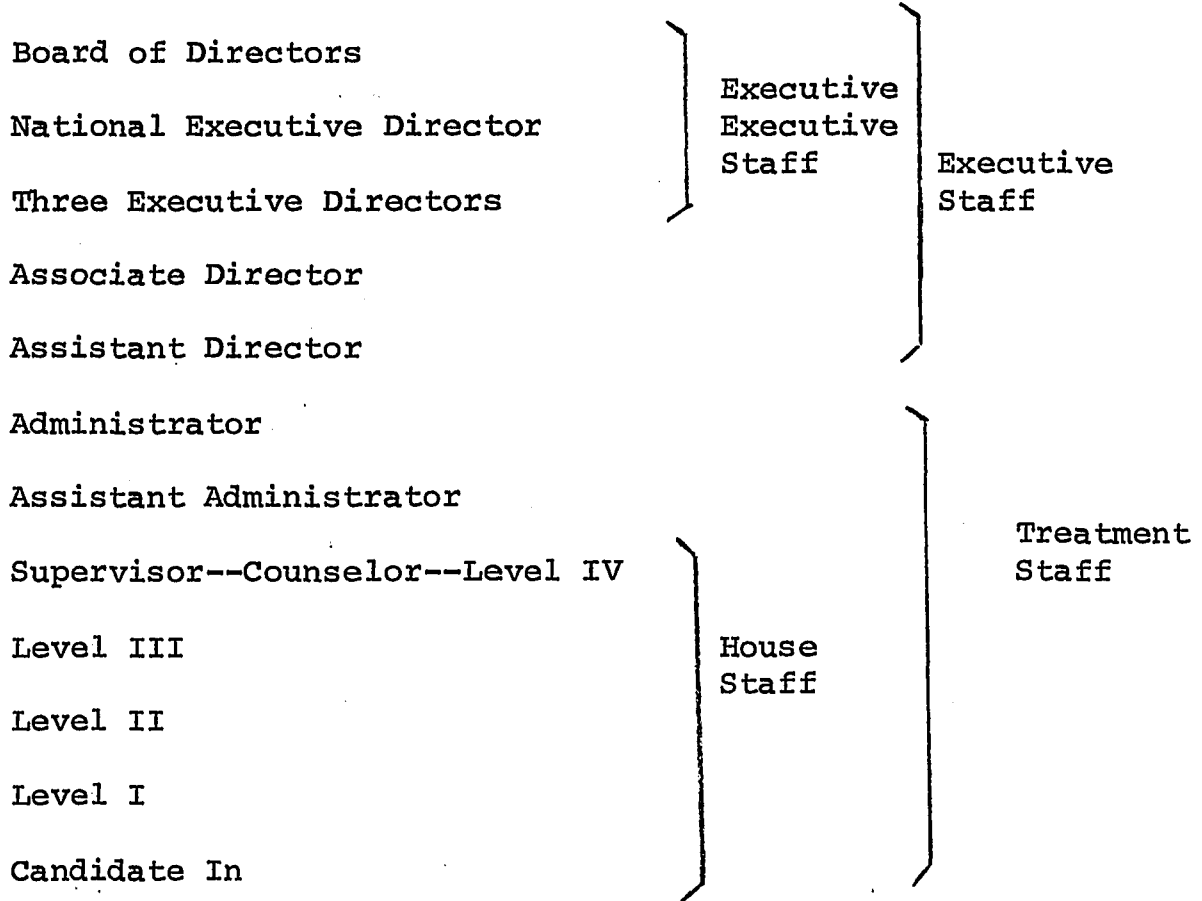 Board of Directors
National Executive Director
Three Executive Directors
Associate Director
Assistant Director
Administrator
Assistant Administrator
Supervisor--Counselor--Level IV
Level III
Level II
Level I
Candidate In
Executive
Executive
Staff
Executive
Staff
House
Staff
Treatment
Staff